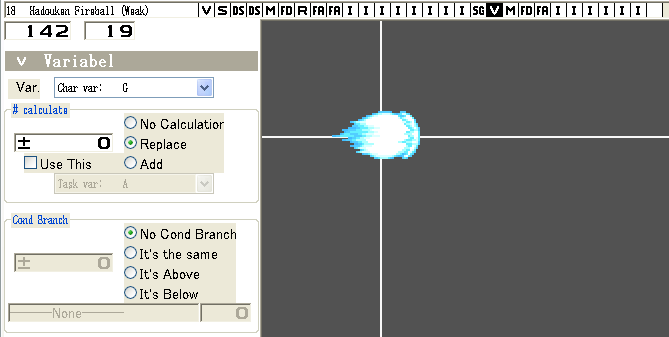 18 Hadouken Fireball (Weak) V S DS DS M FD R FA FA I I I I I I I I I SG V M FD FA I I I I I I
142 19
V Variabel
Var. Char var: G
# calculate
No Calculation
± 0 Replace
Use This Add
Task var: A
Cond Branch
No Cond Branch
± 0 It's the same
It's Above
It's Below
None 0